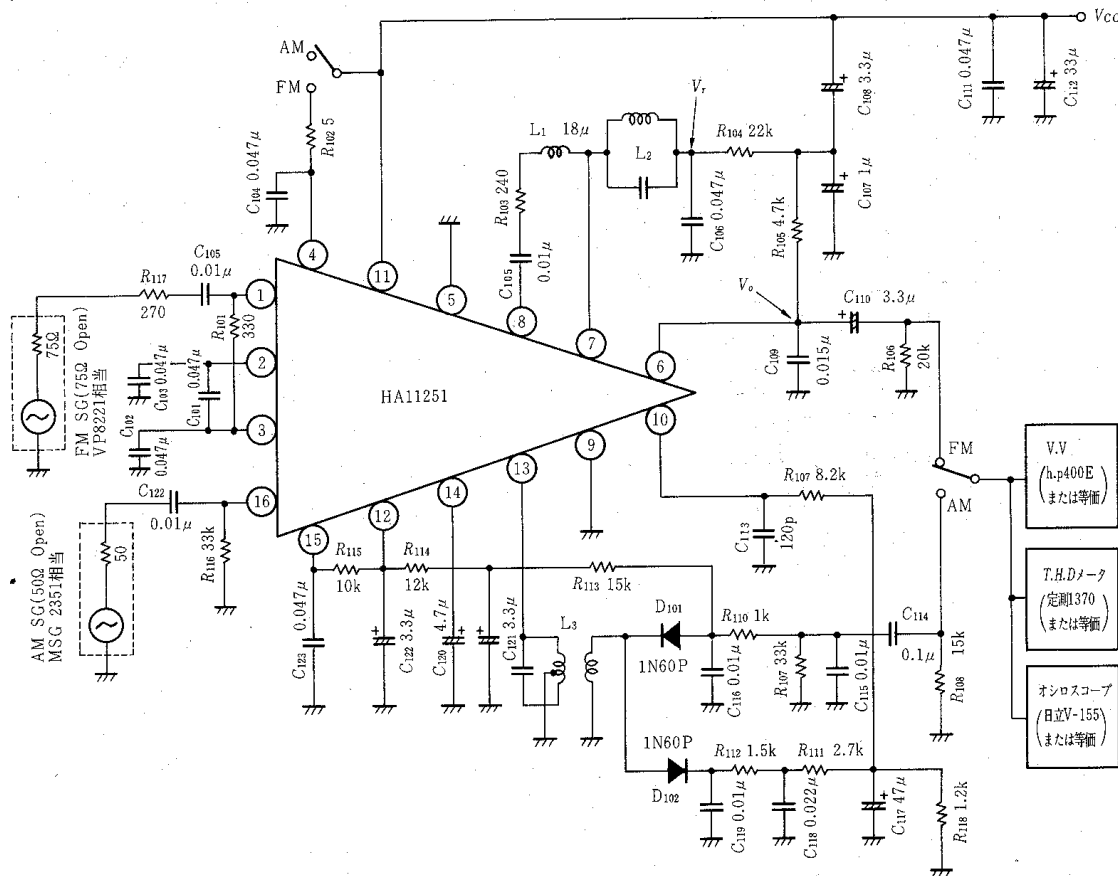 Vcc
AM
FM
R102 5
C104 0.047μ
C108 3.3μ
C111 0.047μ
C112 33μ
L1 18μ
L2
Vr
R104 22k
C107 1μ
R103 240
C106 0.047μ
R105 4.7k
C105
0.01μ
C105
0.01μ
R117
270
R101
330
75Ω
FM SG(75Ω Open)
VP8221相当
C103 0.047μ
0.047μ
C101
C102
0.047μ
1
2
3
4
5
6
7
8
9
10
11
12
13
14
15
16
HA11251
Vo
C110 3.3μ
C109
0.015μ
R106
20k
FM
AM
V.V
(h.p400E
または等価)
T.H.Dメータ
(定測1370
または等価)
オシロスコープ
(日立V-155
または等価)
C122
0.01μ
R116 33k
50
AM SG(50Ω Open)
MSG 2351相当
R115
10k
R114
12k
R113 15k
C123
0.047μ
C122 3.3μ
C120 4.7μ
C121 3.3μ
L3
D101
1N60P
R110 1k
C116 0.01μ
R107 33k
C115 0.01μ
C114
0.1μ
15k
R108
R107 8.2k
C113
120p
1N60P
D102
R112 1.5k
R111 2.7k
C119 0.01μ
C118 0.022μ
C117 47μ
R118 1.2k